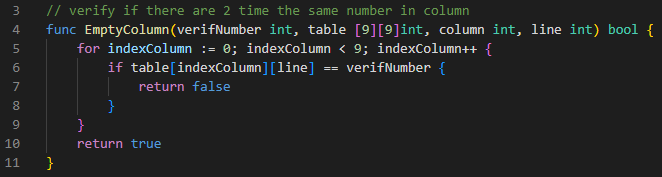 3 // verify if there are 2 time the same number in column
4 func EmptyColumn(verifNumber int, table [9][9]int, column int, line int) bool {
5 for indexColumn := 0; indexColumn < 9; indexColumn++ {
6 if table[indexColumn][line] == verifNumber {
7 return false
8 }
9 }
10 return true
11 }